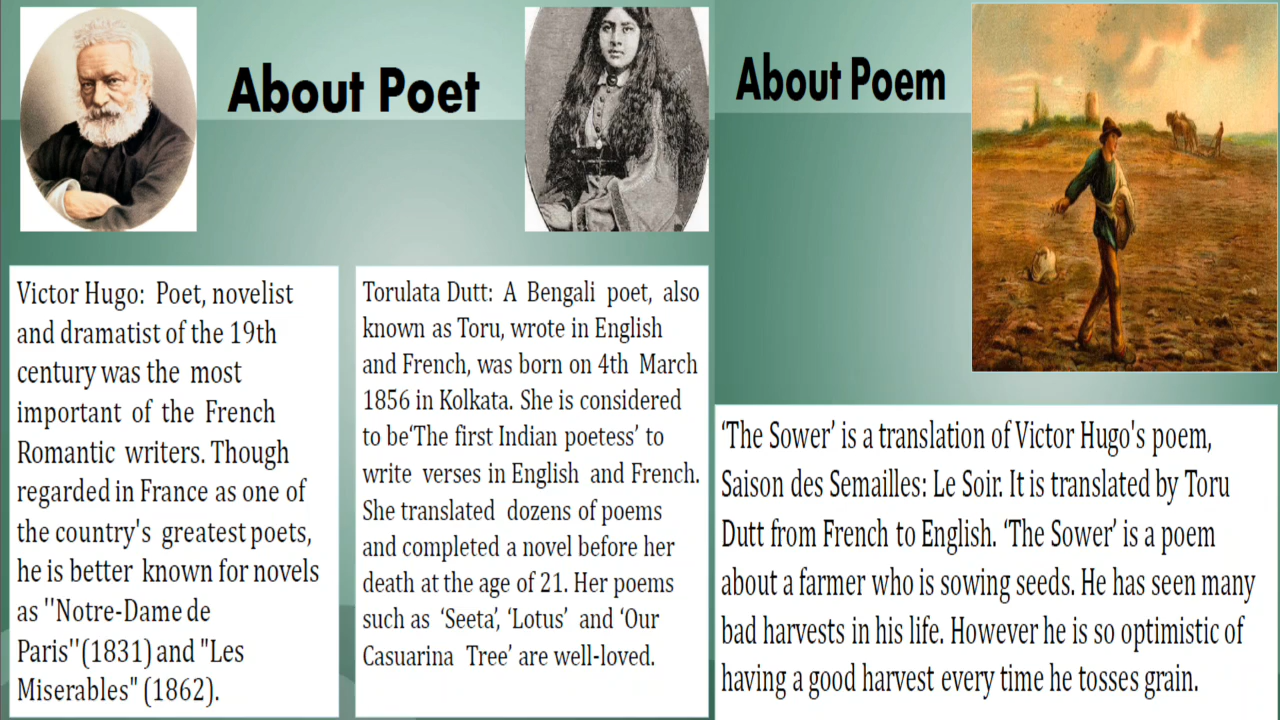 About Poet
Victor Hugo: Poet, novelist
and dramatist of the 19th
century was the most
important of the French
Romantic writers. Though
regarded in France as one of
the country's greatest poets,
he is better known for novels
as ''Notre-Dame de
Paris''(1831) and "Les
Miserables" (1862).
Torulata Dutt: A Bengali poet, also
known as Toru, wrote in English
and French, was born on 4th March
1856 in Kolkata. She is considered
to be‘The first Indian poetess’ to
write verses in English and French.
She translated dozens of poems
and completed a novel before her
death at the age of 21. Her poems
such as ‘Seeta’, ‘Lotus’ and ‘Our
Casuarina Tree’ are well-loved.
About Poem
‘The Sower’ is a translation of Victor Hugo's poem,
Saison des Semailles: Le Soir. It is translated by Toru
Dutt from French to English. ‘The Sower’ is a poem
about a farmer who is sowing seeds. He has seen many
bad harvests in his life. However he is so optimistic of
having a good harvest every time he tosses grain.